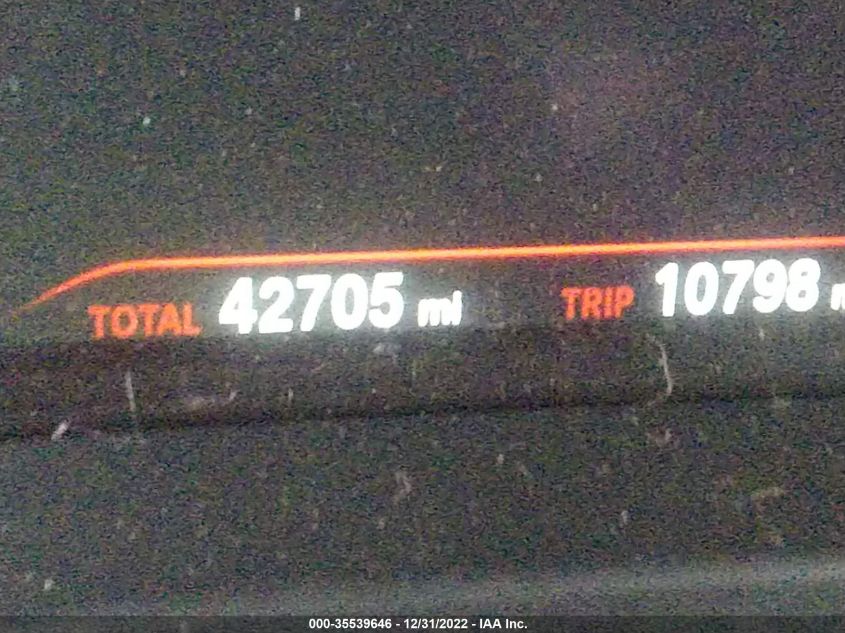 TOTAL 42705 mi TRIP 10798
000-35539646 - 12/31/2022 - IAA Inc.